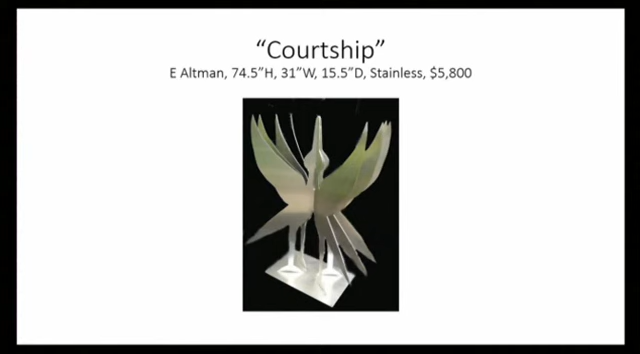 “Courtship”
E Altman, 74.5”H, 31”W, 15.5”D, Stainless, $5,800